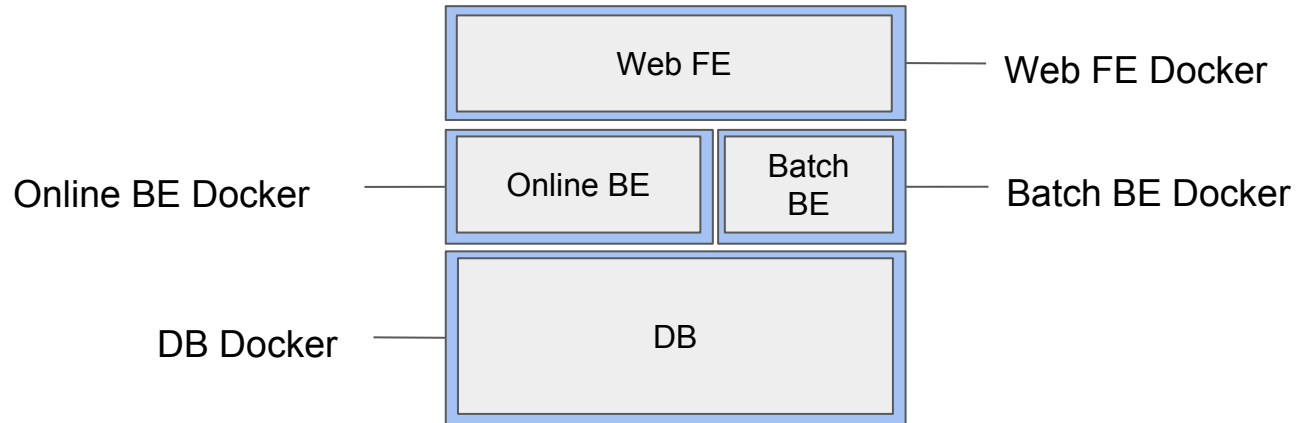 Web FE
Web FE Docker
Online BE Docker
Online BE
Batch
BE
Batch BE Docker
DB Docker
DB